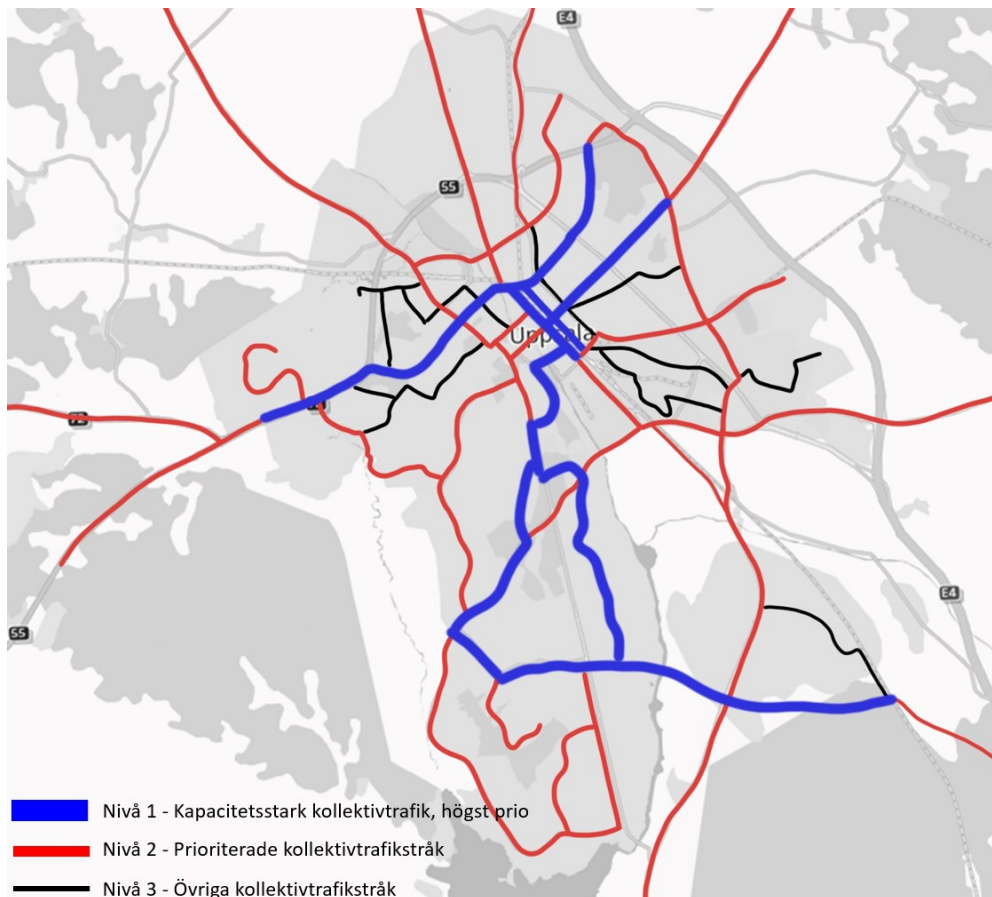 E4
55
Uppsala
72
E4
55
Nivå 1 - Kapacitetsstark kollektivtrafik, högst prio
Nivå 2 - Prioriterade kollektivtrafikstråk
Nivå 3 - Övriga kollektivtrafikstråk